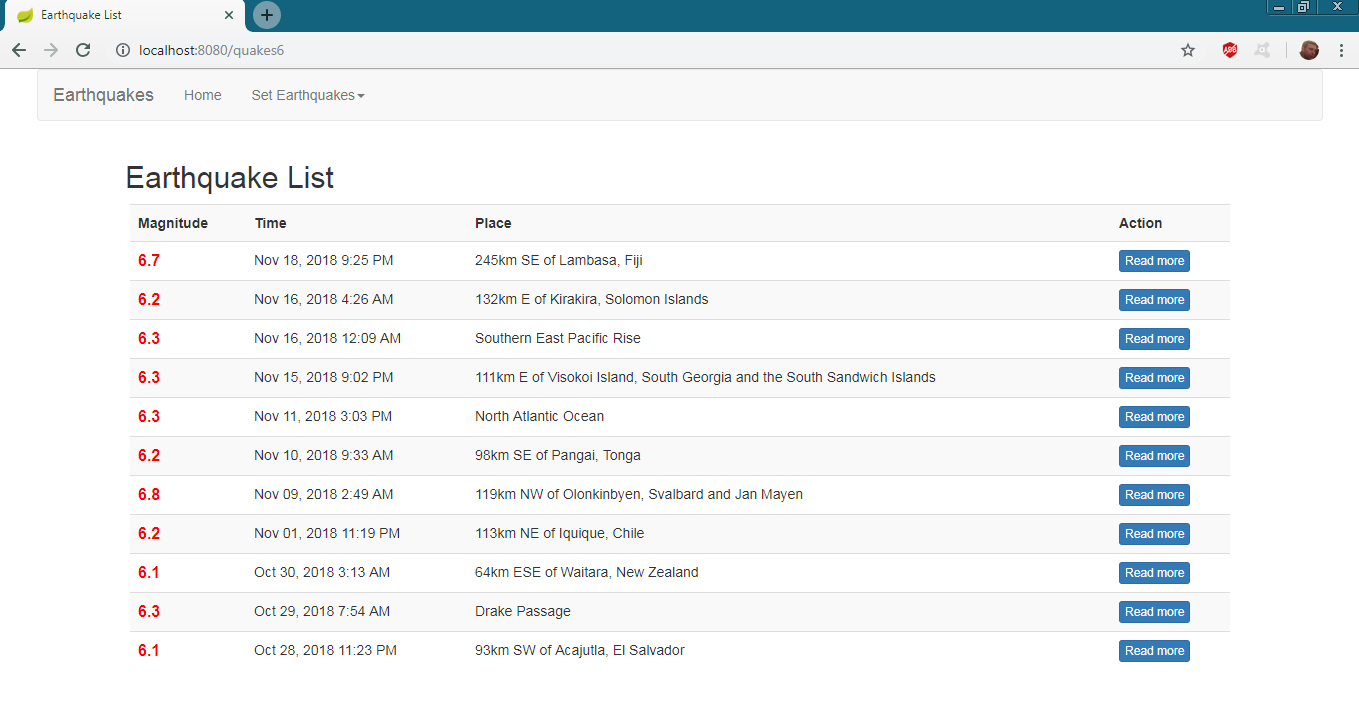 Earthquake List
localhost:8080/quakes6
ABP
Earthquakes Home Set Earthquakes
Earthquake List
Magnitude Time Place Action
6.7 Nov 18, 2018 9:25 PM 245km SE of Lambasa, Fiji Read more
6.2 Nov 16, 2018 4:26 AM 132km E of Kirakira, Solomon Islands Read more
6.3 Nov 16, 2018 12:09 AM Southern East Pacific Rise Read more
6.3 Nov 15, 2018 9:02 PM 111km E of Visokoi Island, South Georgia and the South Sandwich Islands Read more
6.3 Nov 11, 2018 3:03 PM North Atlantic Ocean Read more
6.2 Nov 10, 2018 9:33 AM 98km SE of Pangai, Tonga Read more
6.8 Nov 09, 2018 2:49 AM 119km NW of Olonkinbyen, Svalbard and Jan Mayen Read more
6.2 Nov 01, 2018 11:19 PM 113km NE of Iquique, Chile Read more
6.1 Oct 30, 2018 3:13 AM 64km ESE of Waitara, New Zealand Read more
6.3 Oct 29, 2018 7:54 AM Drake Passage Read more
6.1 Oct 28, 2018 11:23 PM 93km SW of Acajutla, El Salvador Read more